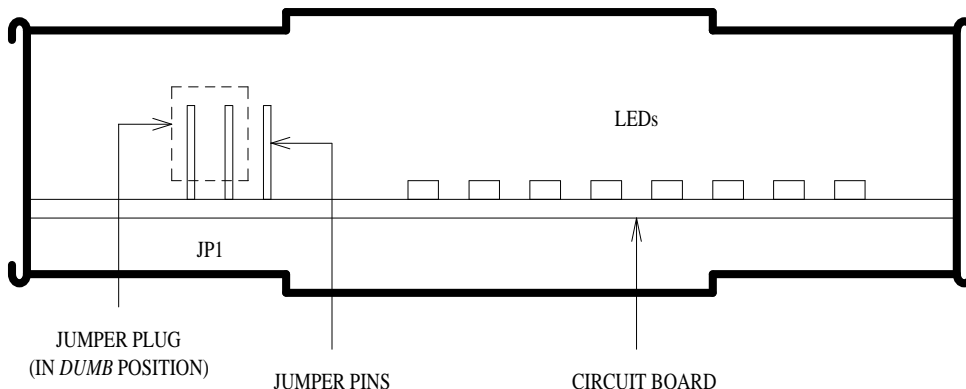 LEDs
JP1
JUMPER PLUG
(IN DUMB POSITION)
JUMPER PINS
CIRCUIT BOARD